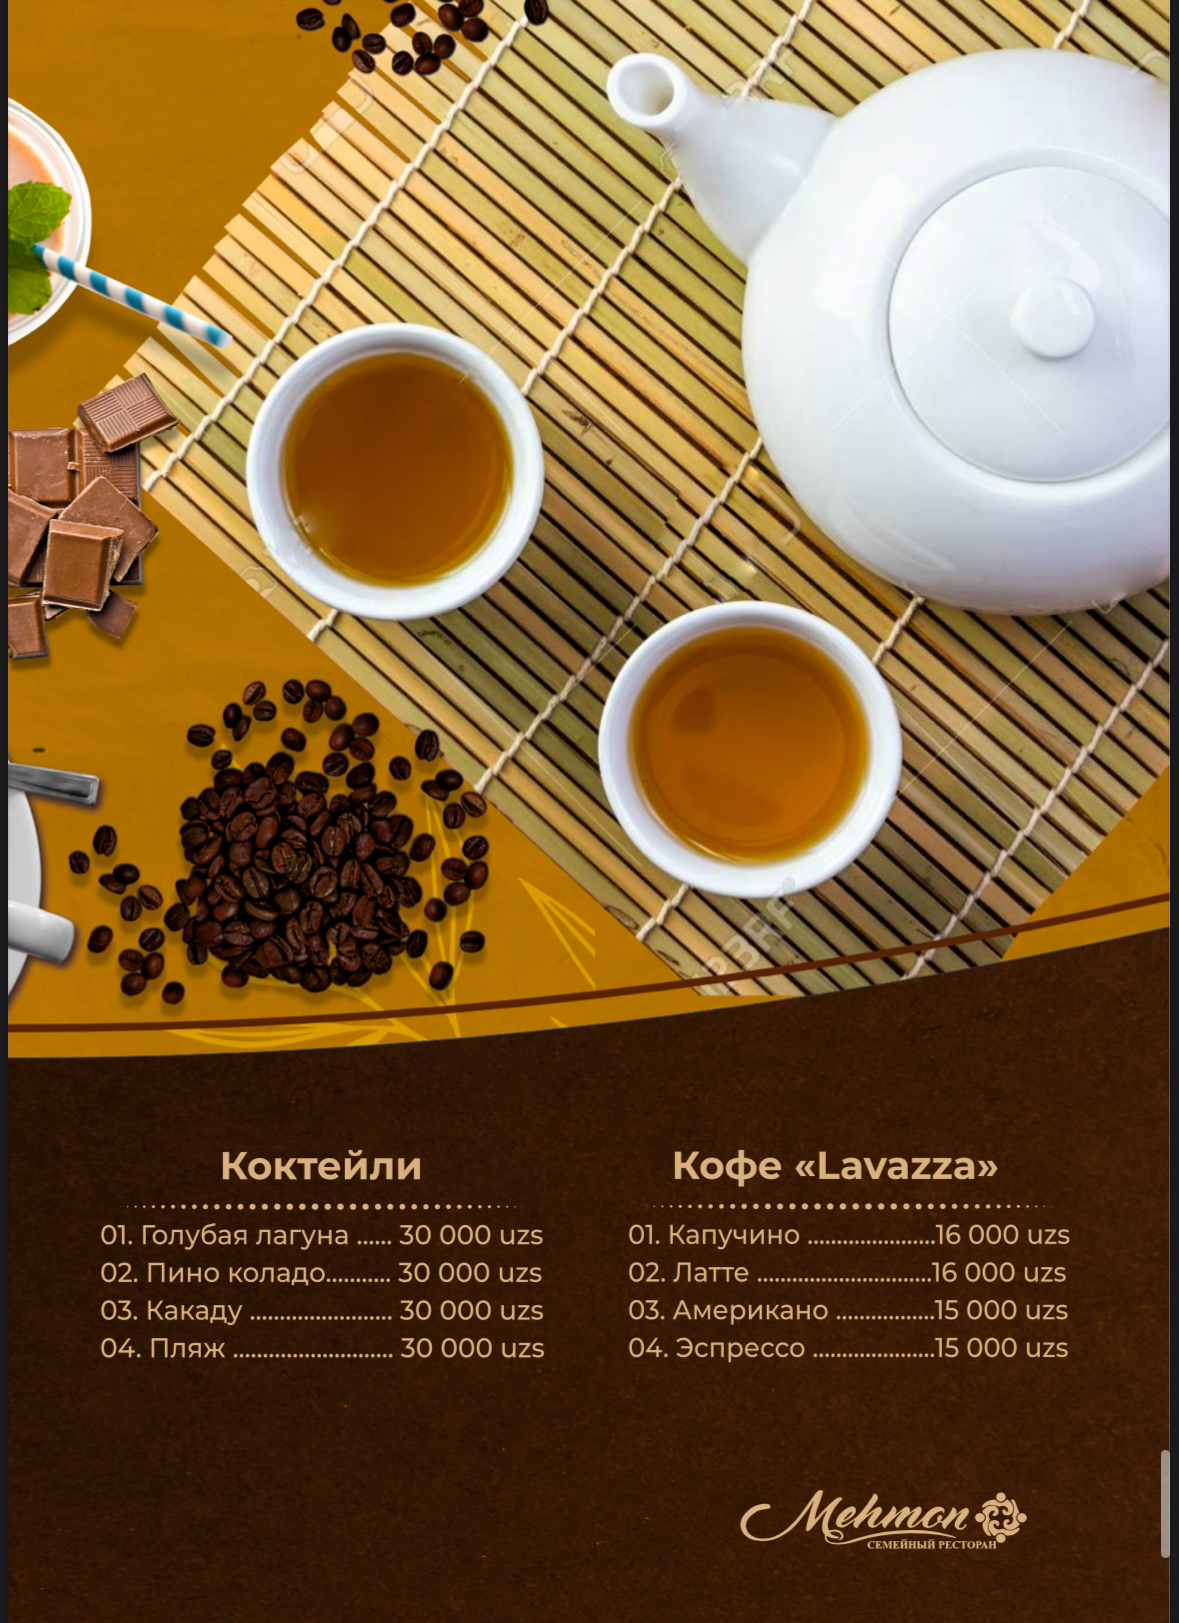 Коктейли
01. Голубая лагуна ...... 30 000 uzs
02. Пино коладо........... 30 000 uzs
03. Какаду ........................ 30 000 uzs
04. Пляж ........................... 30 000 uzs
Кофе «Lavazza»
01. Капучино ......................16 000 uzs
02. Латте ..............................16 000 uzs
03. Американо .................15 000 uzs
04. Эспрессо .....................15 000 uzs
Mehmon
СЕМЕЙНЫЙ РЕСТОРАН